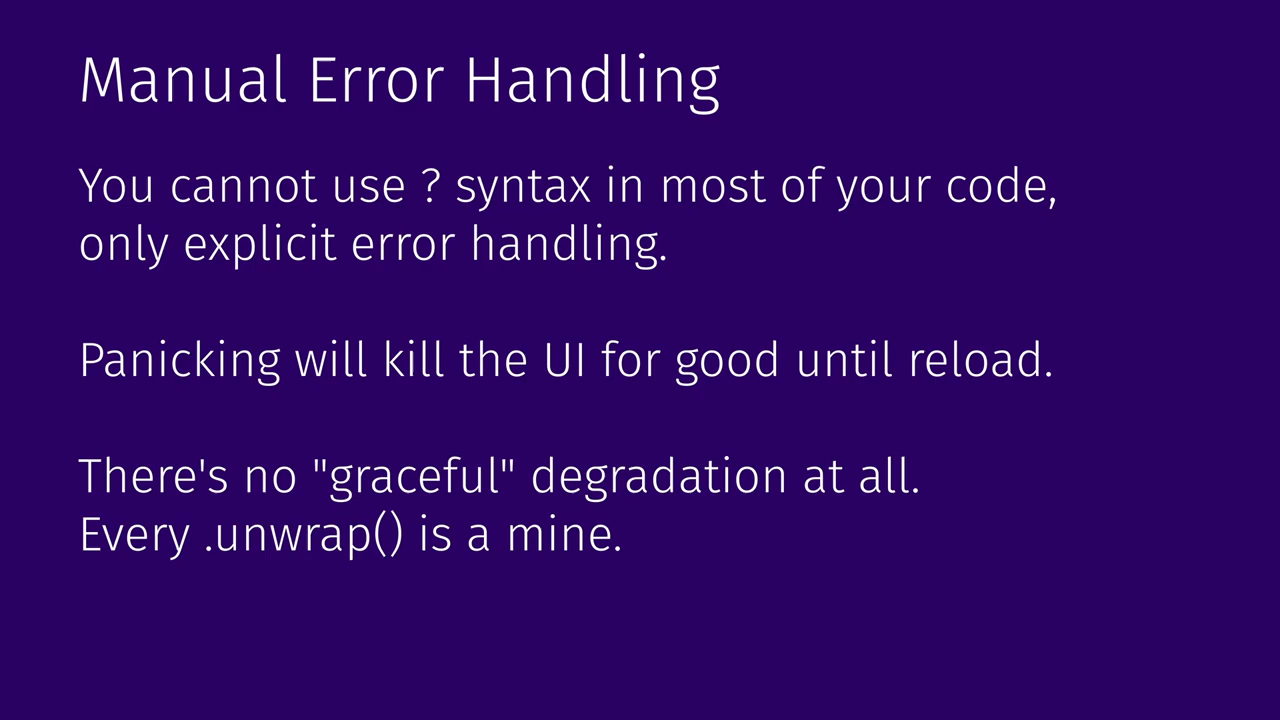 Manual Error Handling
You cannot use ? syntax in most of your code,
only explicit error handling.
Panicking will kill the UI for good until reload.
There's no "graceful" degradation at all.
Every .unwrap() is a mine.